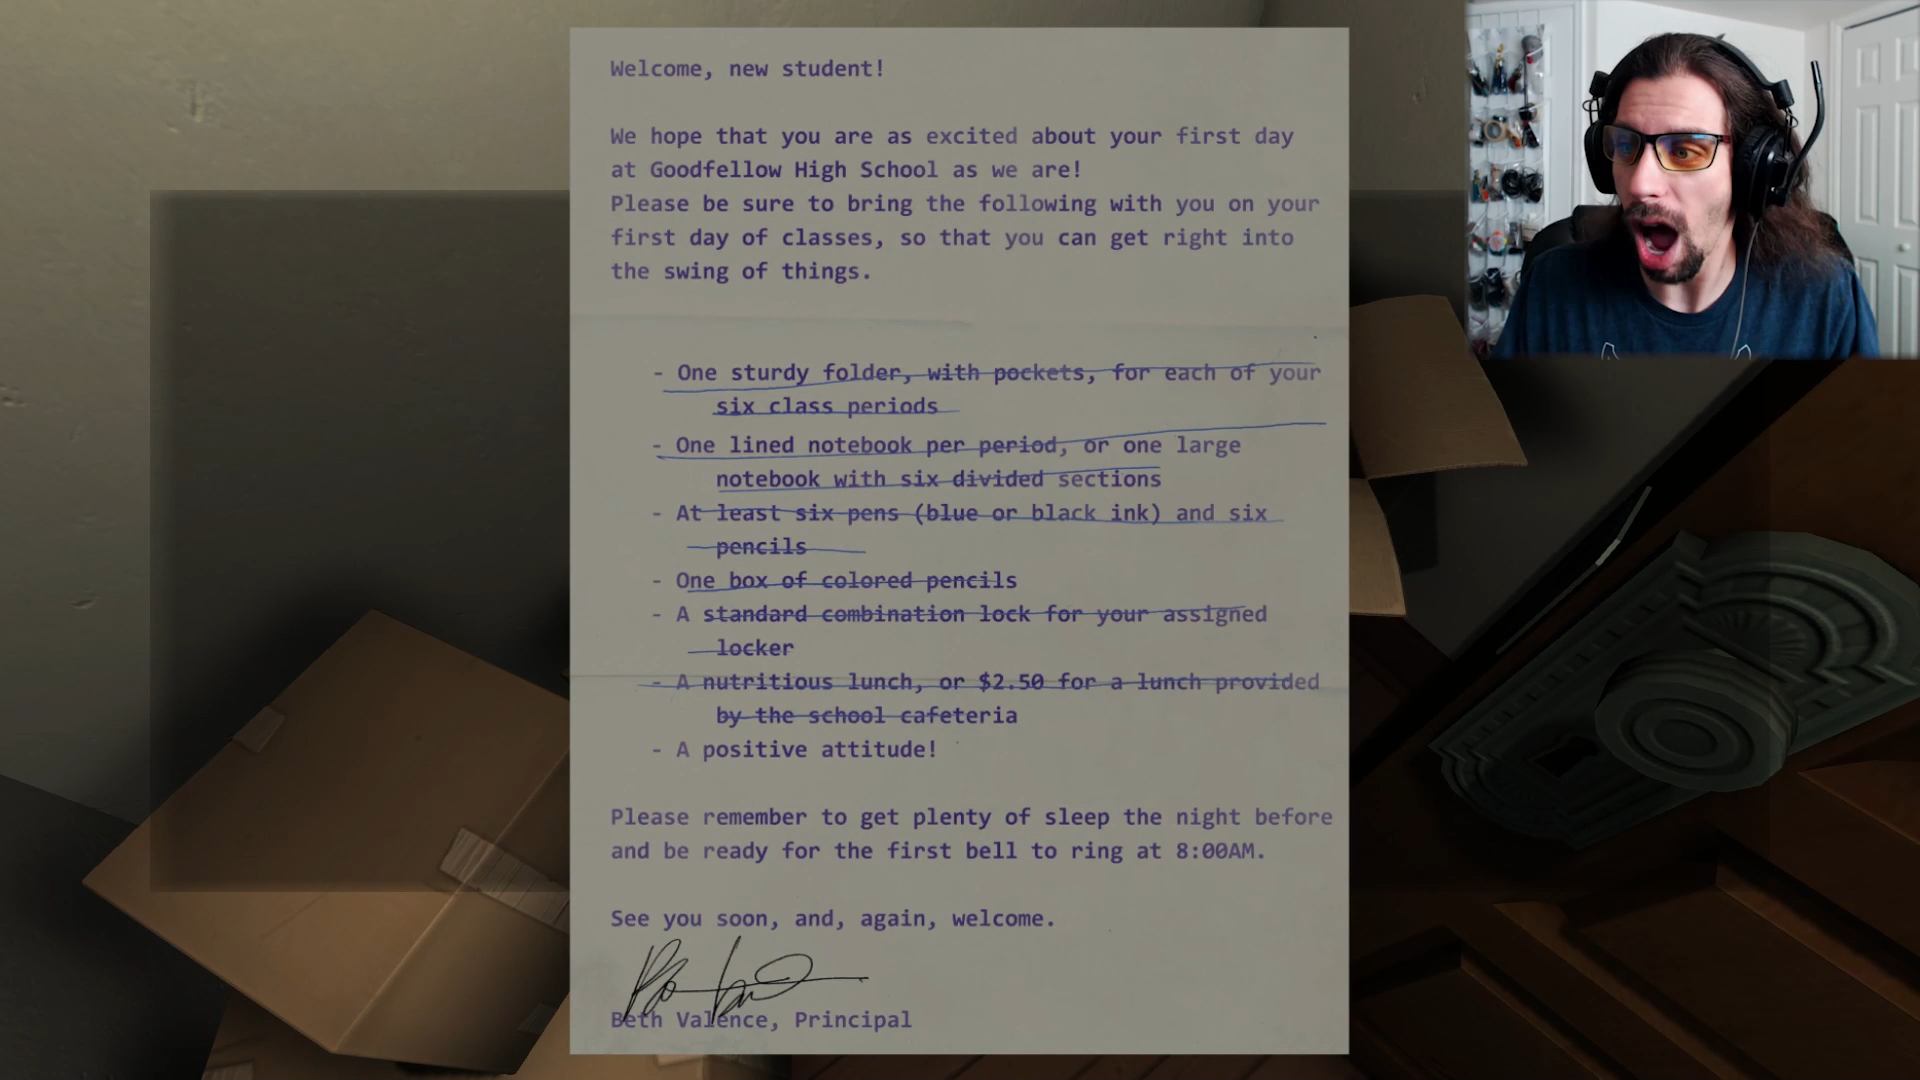 Welcome, new student!
We hope that you are as excited about your first day
at Goodfellow High School as we are!
Please be sure to bring the following with you on your
first day of classes, so that you can get right into
the swing of things.
- One sturdy folder, with pockets, for each of your
six class periods
- One lined notebook per period, or one large
notebook with six divided sections
- At least six pens (blue or black ink) and six
pencils
- One box of colored pencils
- A standard combination lock for your assigned
locker
- A nutritious lunch, or $2.50 for a lunch provided
by the school cafeteria
- A positive attitude!
Please remember to get plenty of sleep the night before
and be ready for the first bell to ring at 8:00AM.
See you soon, and, again, welcome.
Beth Valence, Principal